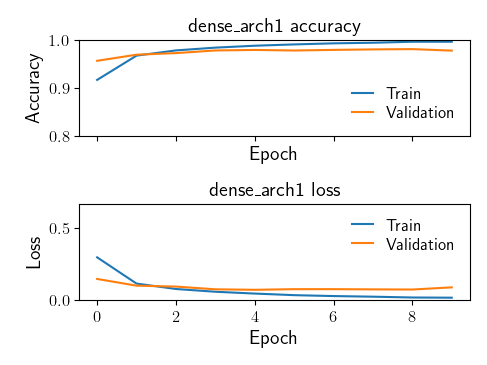 dense_arch1 accuracy
1.0
0.9
0.8
Accuracy
Train
Validation
Epoch
dense_arch1 loss
0.5
0.0
Loss
Train
Validation
0 2 4 6 8
Epoch